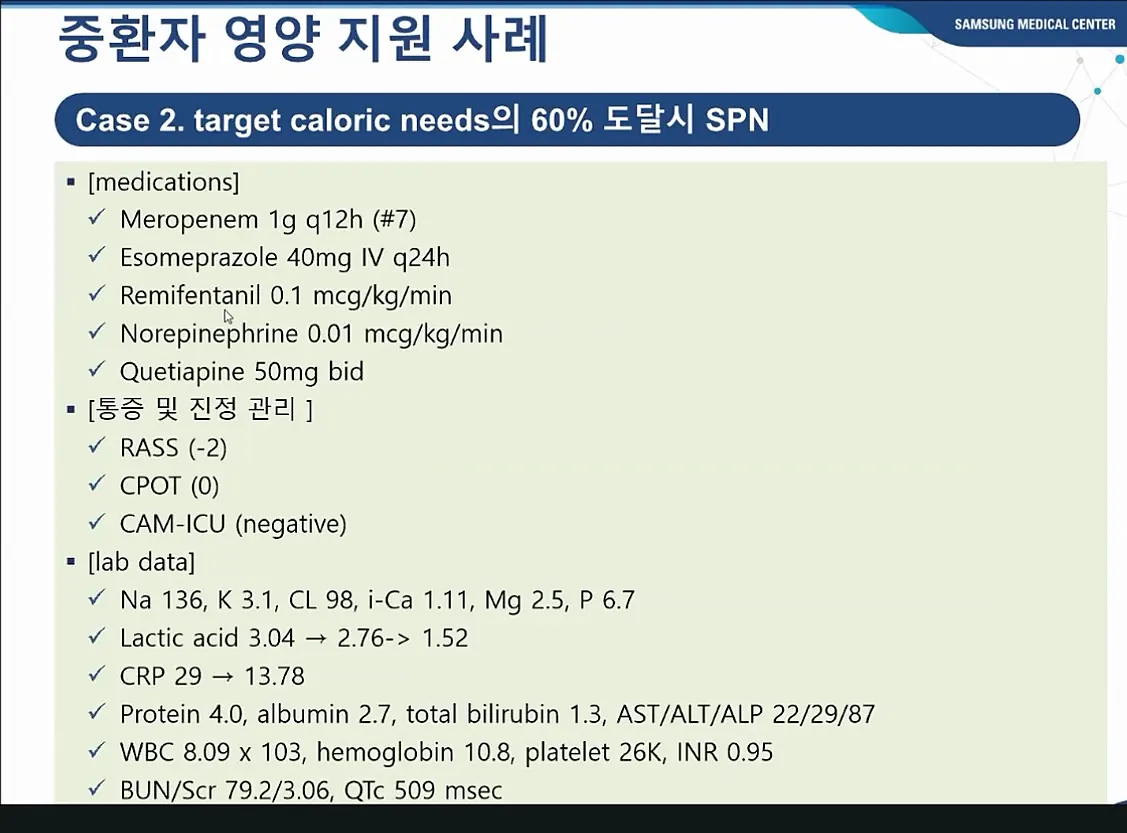 중환자 영양 지원 사례
SAMSUNG MEDICAL CENTER
Case 2. target caloric needs의 60% 도달시 SPN
▪ [medications]
✓ Meropenem 1g q12h (#7)
✓ Esomeprazole 40mg IV q24h
✓ Remifentanil 0.1 mcg/kg/min
✓ Norepinephrine 0.01 mcg/kg/min
✓ Quetiapine 50mg bid
▪ [통증 및 진정 관리 ]
✓ RASS (-2)
✓ CPOT (0)
✓ CAM-ICU (negative)
▪ [lab data]
✓ Na 136, K 3.1, CL 98, i-Ca 1.11, Mg 2.5, P 6.7
✓ Lactic acid 3.04 → 2.76-> 1.52
✓ CRP 29 → 13.78
✓ Protein 4.0, albumin 2.7, total bilirubin 1.3, AST/ALT/ALP 22/29/87
✓ WBC 8.09 x 103, hemoglobin 10.8, platelet 26K, INR 0.95
✓ BUN/Scr 79.2/3.06, QTc 509 msec